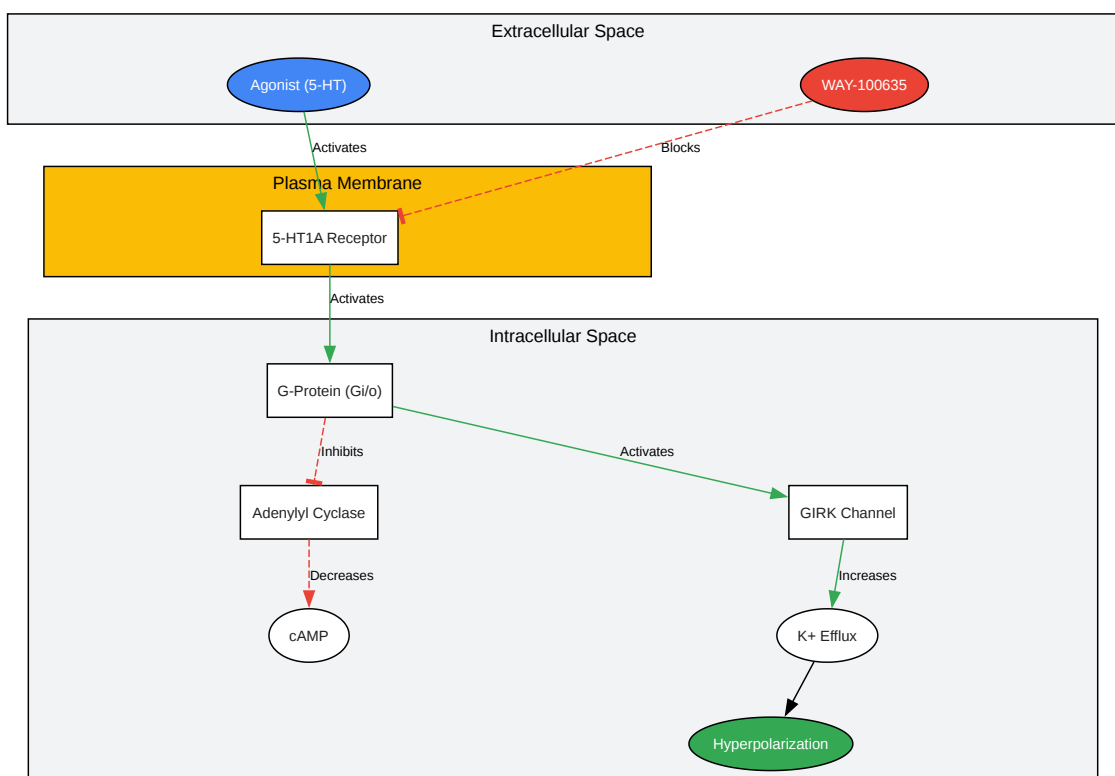 Extracellular Space
Agonist (5-HT)
WAY-100635
Activates
Blocks
Plasma Membrane
5-HT1A Receptor
Activates
Intracellular Space
G-Protein (Gi/o)
Inhibits
Activates
Adenylyl Cyclase
GIRK Channel
Decreases
Increases
cAMP
K+ Efflux
Hyperpolarization